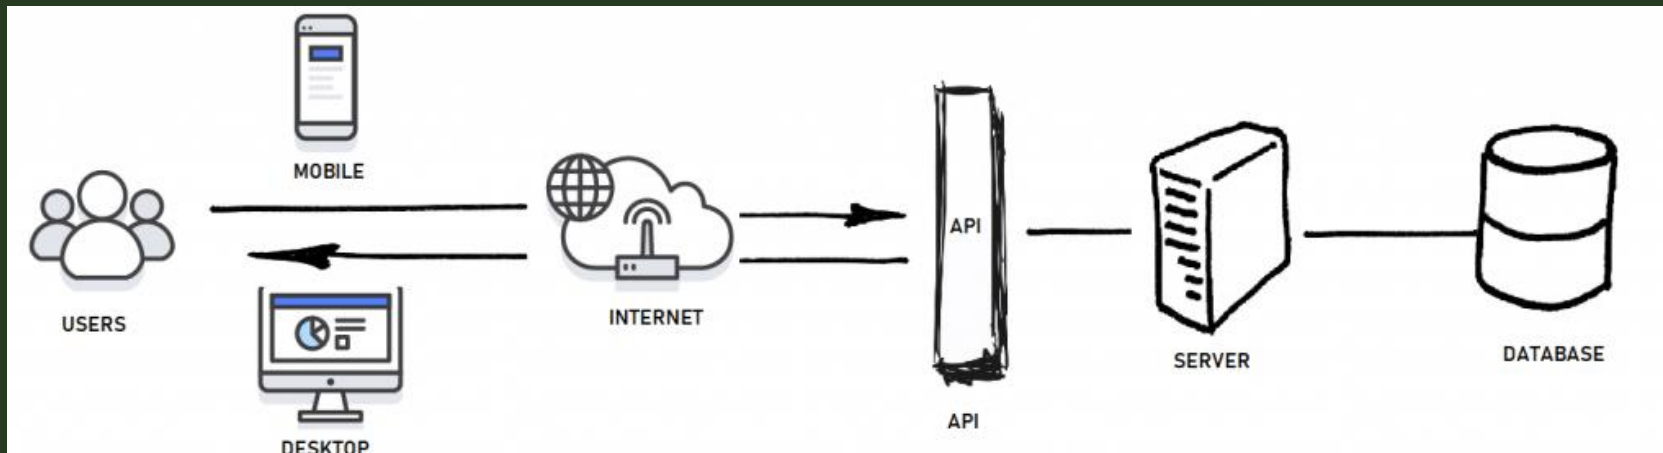 MOBILE
USERS
DESKTOP
INTERNET
API
API
SERVER
DATABASE